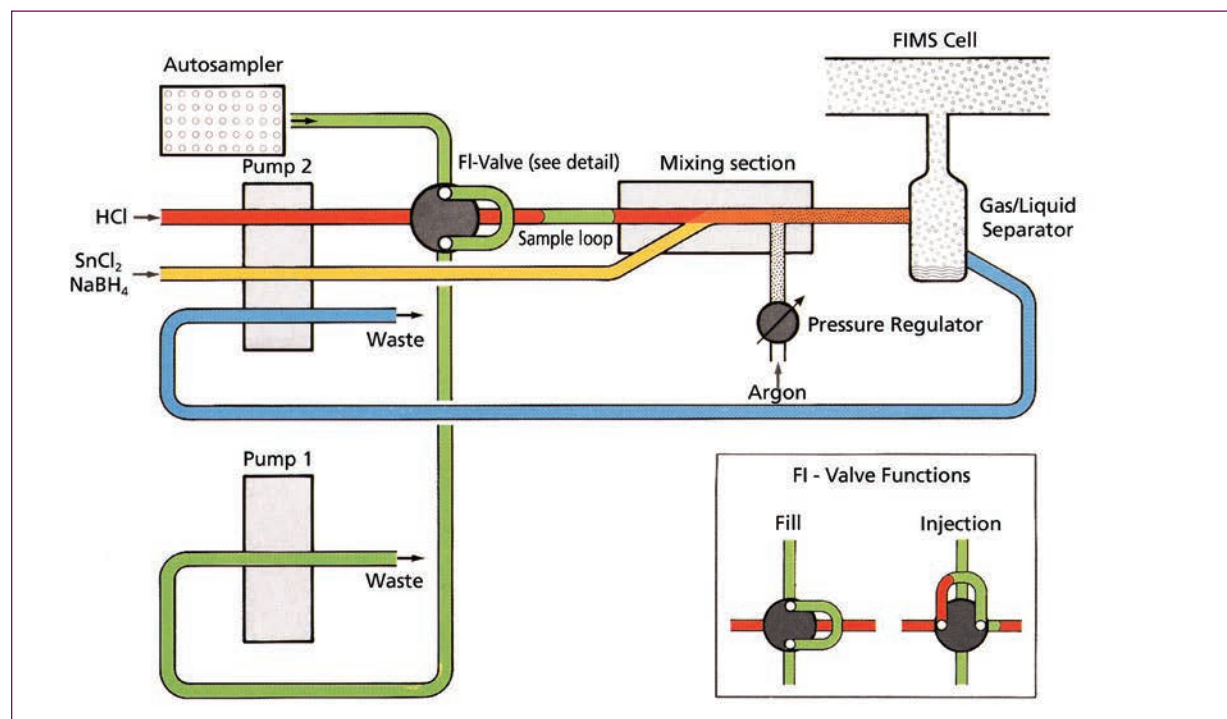 FIMS Cell
Autosampler
Pump 2
FI-Valve (see detail)
Mixing section
HCl
Sample loop
Gas/Liquid
Separator
SnCl₂
NaBH₄
Waste
Pressure Regulator
Argon
Pump 1
Waste
FI - Valve Functions
Fill
Injection